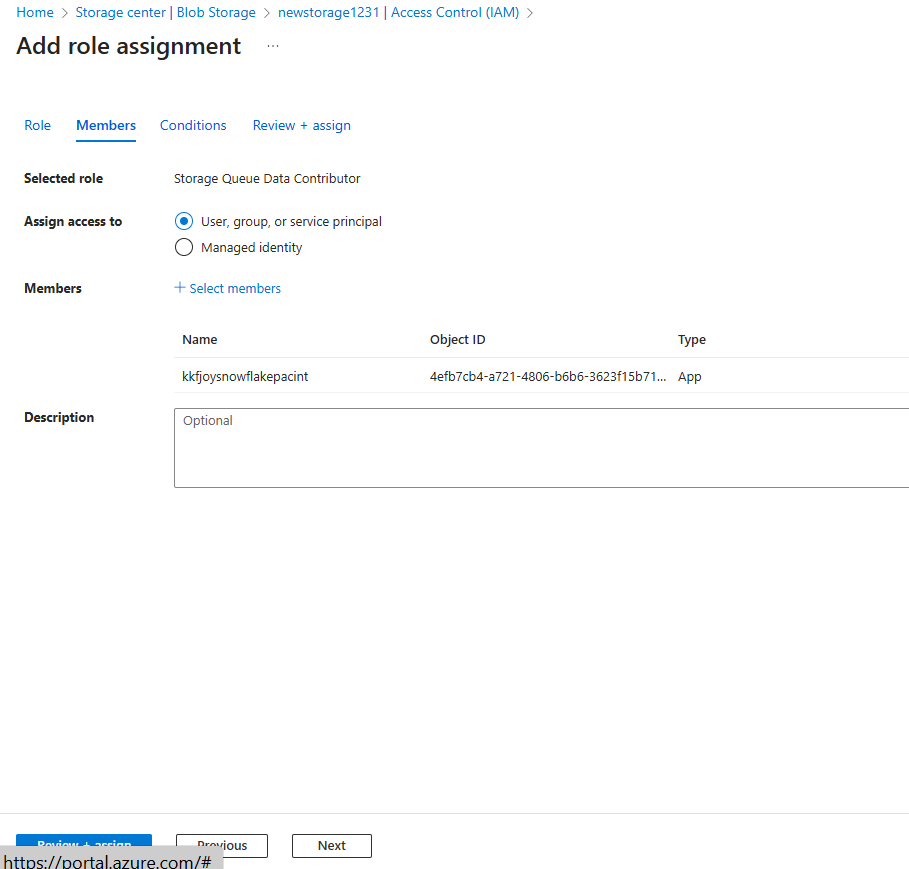 Home > Storage center | Blob Storage > newstorage1231 | Access Control (IAM) >
Add role assignment ...
Role Members Conditions Review + assign
Selected role Storage Queue Data Contributor
Assign access to User, group, or service principal
Managed identity
Members + Select members
Name Object ID Type
kkfjoysnowflakepacint 4efb7cb4-a721-4806-b6b6-3623f15b71... App
Description Optional
Review + assign Previous Next
https://portal.azure.com/#